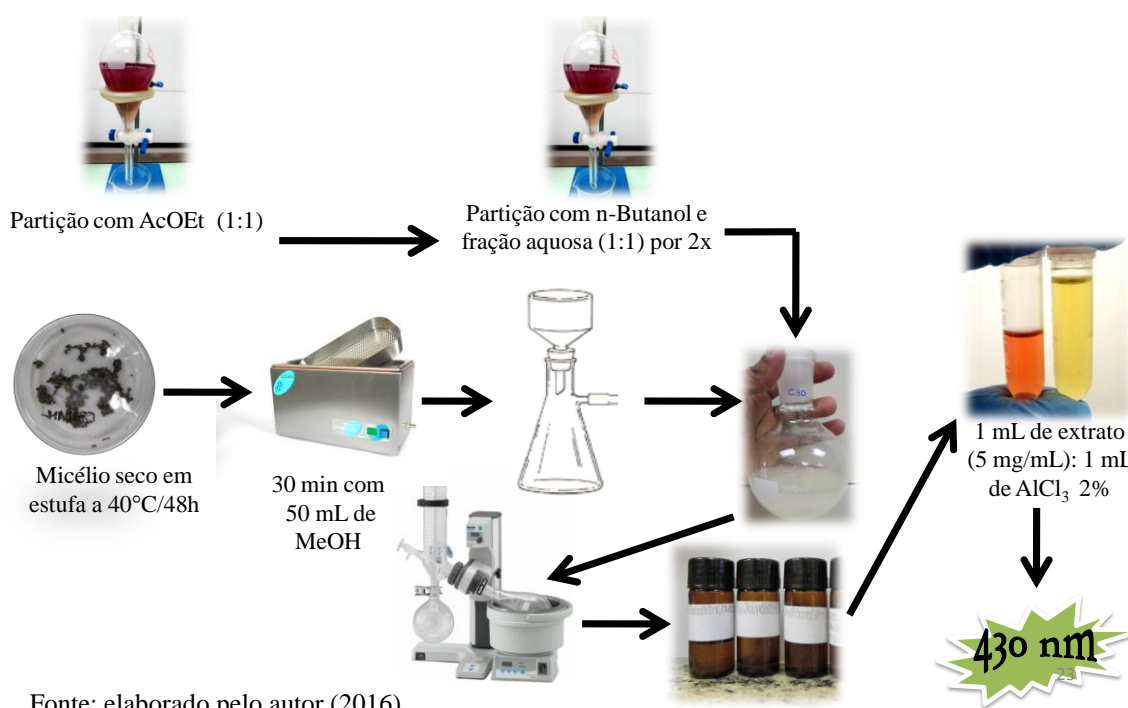 Partição com AcOEt (1:1)
Partição com n-Butanol e
fração aquosa (1:1) por 2x
Micélio seco em
estufa a 40°C/48h
30 min com
50 mL de
MeOH
C30
1 mL de extrato
(5 mg/mL): 1 mL
de AlCl₃ 2%
430 nm
23
Fonte: elaborado pelo autor (2016)